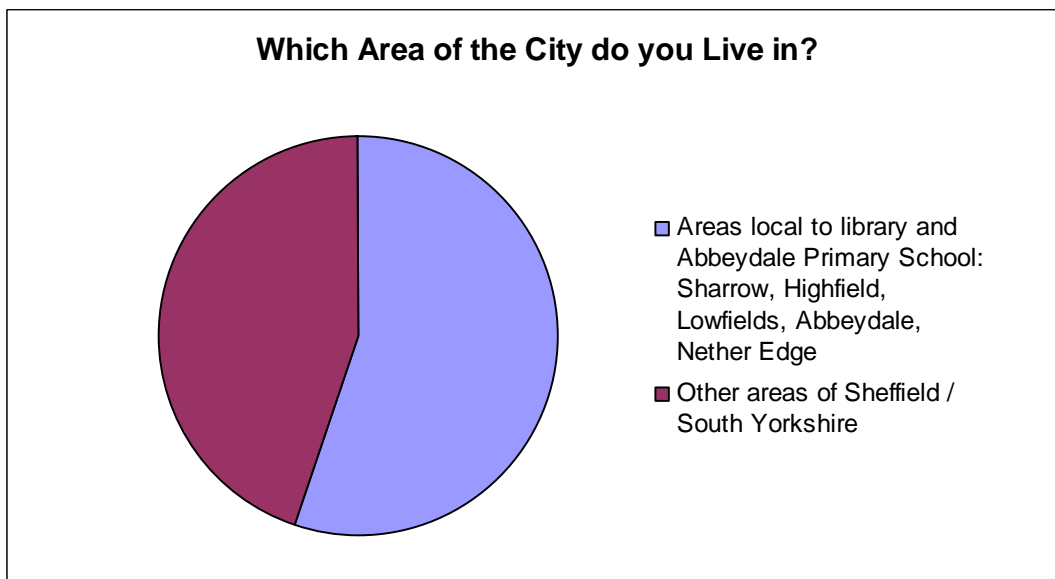 Which Area of the City do you Live in?
Areas local to library and
Abbeydale Primary School:
Sharrow, Highfield,
Lowfields, Abbeydale,
Nether Edge
Other areas of Sheffield /
South Yorkshire